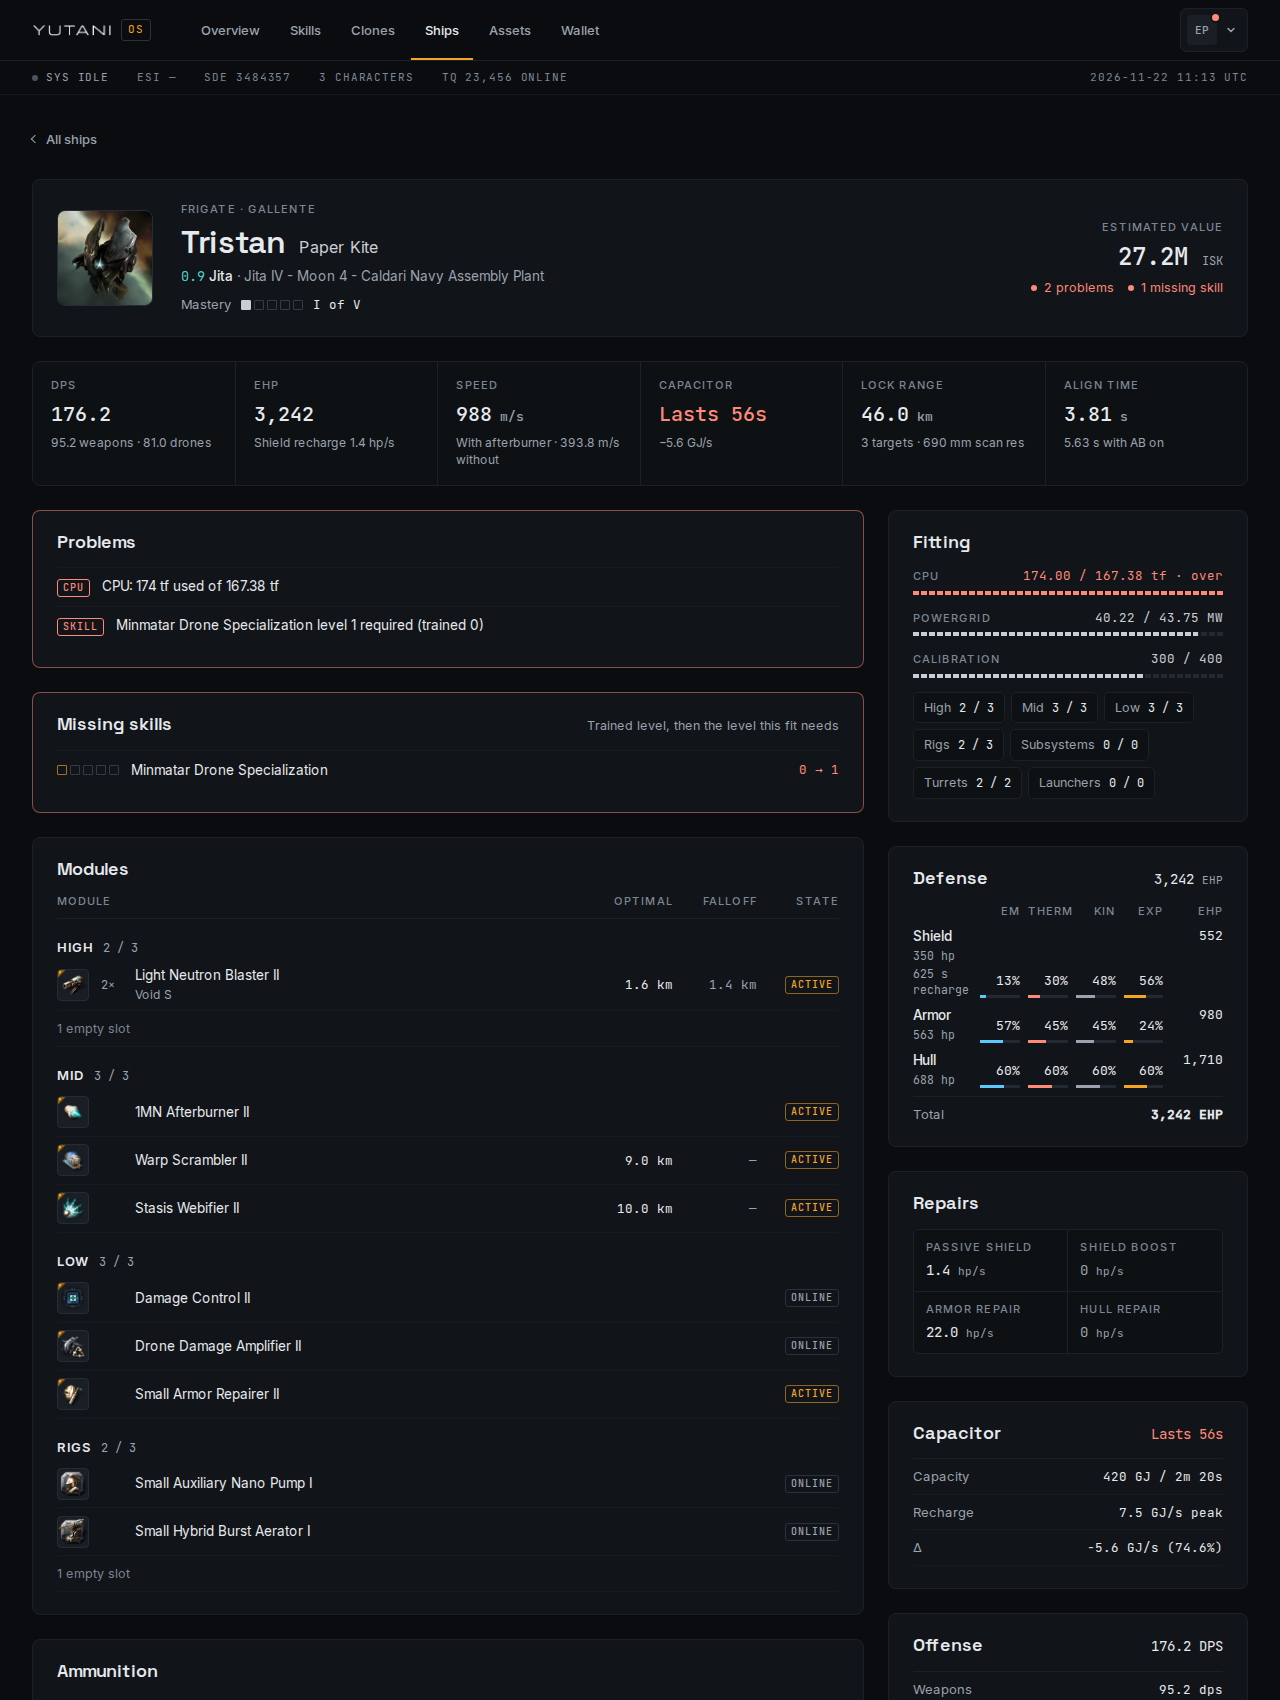 YUTANI OS
Overview Skills Clones Ships Assets Wallet
EP
SYS IDLE ESI — SDE 3484357 3 CHARACTERS TQ 23,456 ONLINE
2026-11-22 11:13 UTC
All ships
FRIGATE · GALLENTE
Tristan Paper Kite
0.9 Jita · Jita IV - Moon 4 - Caldari Navy Assembly Plant
Mastery I of V
ESTIMATED VALUE
27.2M ISK
2 problems 1 missing skill
DPS
176.2
95.2 weapons · 81.0 drones
EHP
3,242
Shield recharge 1.4 hp/s
SPEED
988 m/s
With afterburner · 393.8 m/s
without
CAPACITOR
Lasts 56s
−5.6 GJ/s
LOCK RANGE
46.0 km
3 targets · 690 mm scan res
ALIGN TIME
3.81 s
5.63 s with AB on
Problems
CPU CPU: 174 tf used of 167.38 tf
SKILL Minmatar Drone Specialization level 1 required (trained 0)
Missing skills
Trained level, then the level this fit needs
Minmatar Drone Specialization 0 → 1
Modules
MODULE OPTIMAL FALLOFF STATE
HIGH 2 / 3
2× Light Neutron Blaster II 1.6 km 1.4 km ACTIVE
Void S
1 empty slot
MID 3 / 3
1MN Afterburner II ACTIVE
Warp Scrambler II 9.0 km — ACTIVE
Stasis Webifier II 10.0 km — ACTIVE
LOW 3 / 3
Damage Control II ONLINE
Drone Damage Amplifier II ONLINE
Small Armor Repairer II ACTIVE
RIGS 2 / 3
Small Auxiliary Nano Pump I ONLINE
Small Hybrid Burst Aerator I ONLINE
1 empty slot
Ammunition
Fitting
CPU 174.00 / 167.38 tf · over
POWERGRID 40.22 / 43.75 MW
CALIBRATION 300 / 400
High 2 / 3 Mid 3 / 3 Low 3 / 3
Rigs 2 / 3 Subsystems 0 / 0
Turrets 2 / 2 Launchers 0 / 0
Defense 3,242 EHP
EM THERM KIN EXP EHP
Shield 552
350 hp
625 s
recharge
13% 30% 48% 56%
Armor 980
563 hp
57% 45% 45% 24%
Hull 1,710
688 hp
60% 60% 60% 60%
Total 3,242 EHP
Repairs
PASSIVE SHIELD
1.4 hp/s
SHIELD BOOST
0 hp/s
ARMOR REPAIR
22.0 hp/s
HULL REPAIR
0 hp/s
Capacitor Lasts 56s
Capacity 420 GJ / 2m 20s
Recharge 7.5 GJ/s peak
Δ -5.6 GJ/s (74.6%)
Offense 176.2 DPS
Weapons 95.2 dps